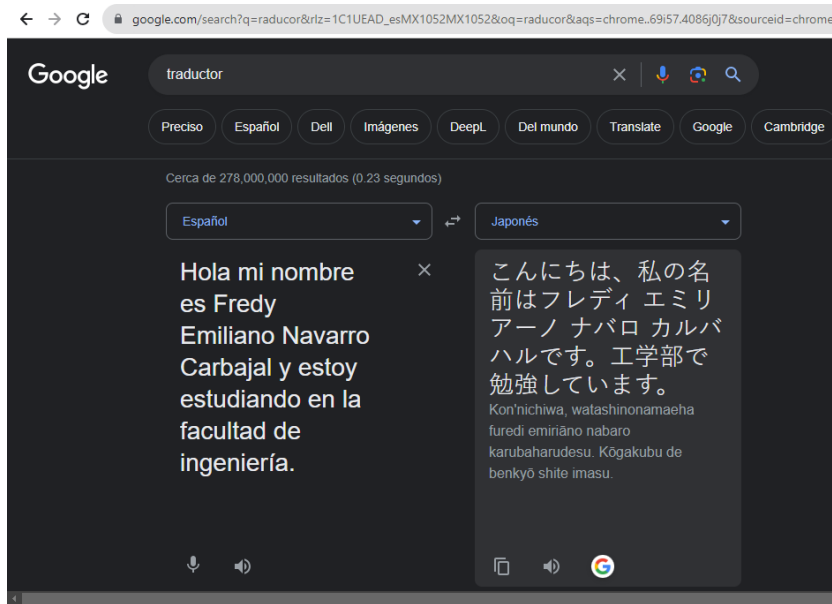 google.com/search?q=raducor&rlz=1C1UEAD_esMX1052MX1052&oq=raducor&aqs=chrome..69i57.4086j0j7&sourceid=chrome
Google
traductor
Preciso Español Dell Imágenes DeepL Del mundo Translate Google Cambridge
Cerca de 278,000,000 resultados (0.23 segundos)
Español
Japonés
Hola mi nombre
es Fredy
Emiliano Navarro
Carbajal y estoy
estudiando en la
facultad de
ingeniería.
こんにちは、私の名
前はフレディ エミリ
アーノ ナバロ カルバ
ハルです。工学部で
勉強しています。
Kon'nichiwa, watashinonamaeha
furedi emiriāno nabaro
karubaharudesu. Kōgakubu de
benkyō shite imasu.